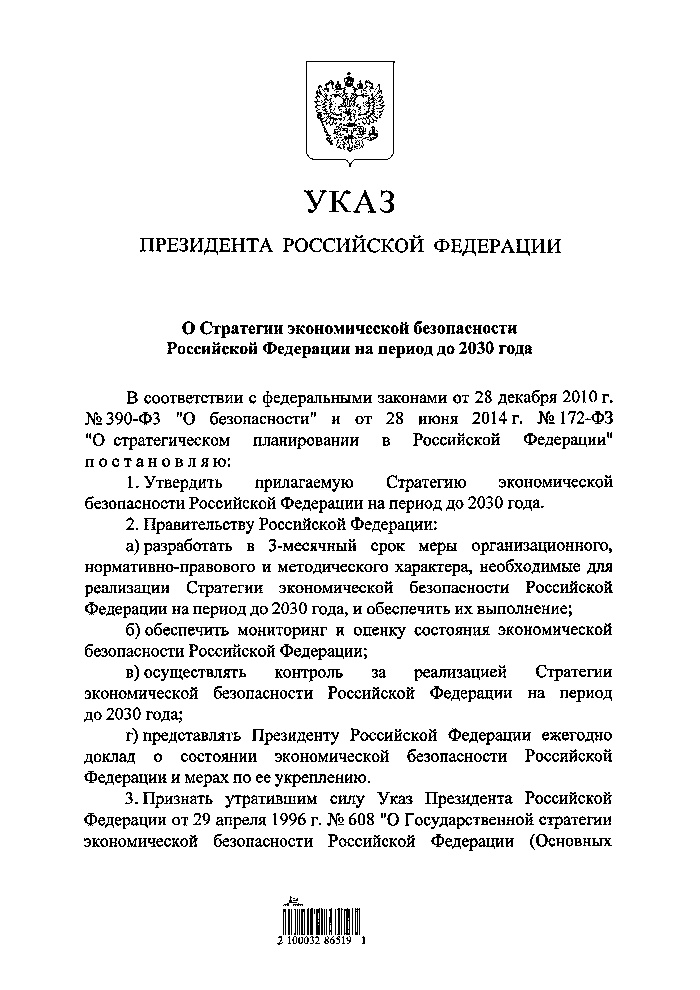 УКАЗ
ПРЕЗИДЕНТА РОССИЙСКОЙ ФЕДЕРАЦИИ
О Стратегии экономической безопасности
Российской Федерации на период до 2030 года
В соответствии с федеральными законами от 28 декабря 2010 г.
№ 390-ФЗ "О безопасности" и от 28 июня 2014 г. № 172-ФЗ
"О стратегическом планировании в Российской Федерации"
п о с т а н о в л я ю:
1. Утвердить прилагаемую Стратегию экономической
безопасности Российской Федерации на период до 2030 года.
2. Правительству Российской Федерации:
а) разработать в 3-месячный срок меры организационного,
нормативно-правового и методического характера, необходимые для
реализации Стратегии экономической безопасности Российской
Федерации на период до 2030 года, и обеспечить их выполнение;
б) обеспечить мониторинг и оценку состояния экономической
безопасности Российской Федерации;
в) осуществлять контроль за реализацией Стратегии
экономической безопасности Российской Федерации на период
до 2030 года;
г) представлять Президенту Российской Федерации ежегодно
доклад о состоянии экономической безопасности Российской
Федерации и мерах по ее укреплению.
3. Признать утратившим силу Указ Президента Российской
Федерации от 29 апреля 1996 г. № 608 "О Государственной стратегии
экономической безопасности Российской Федерации (Основных
2 100032 86519 1